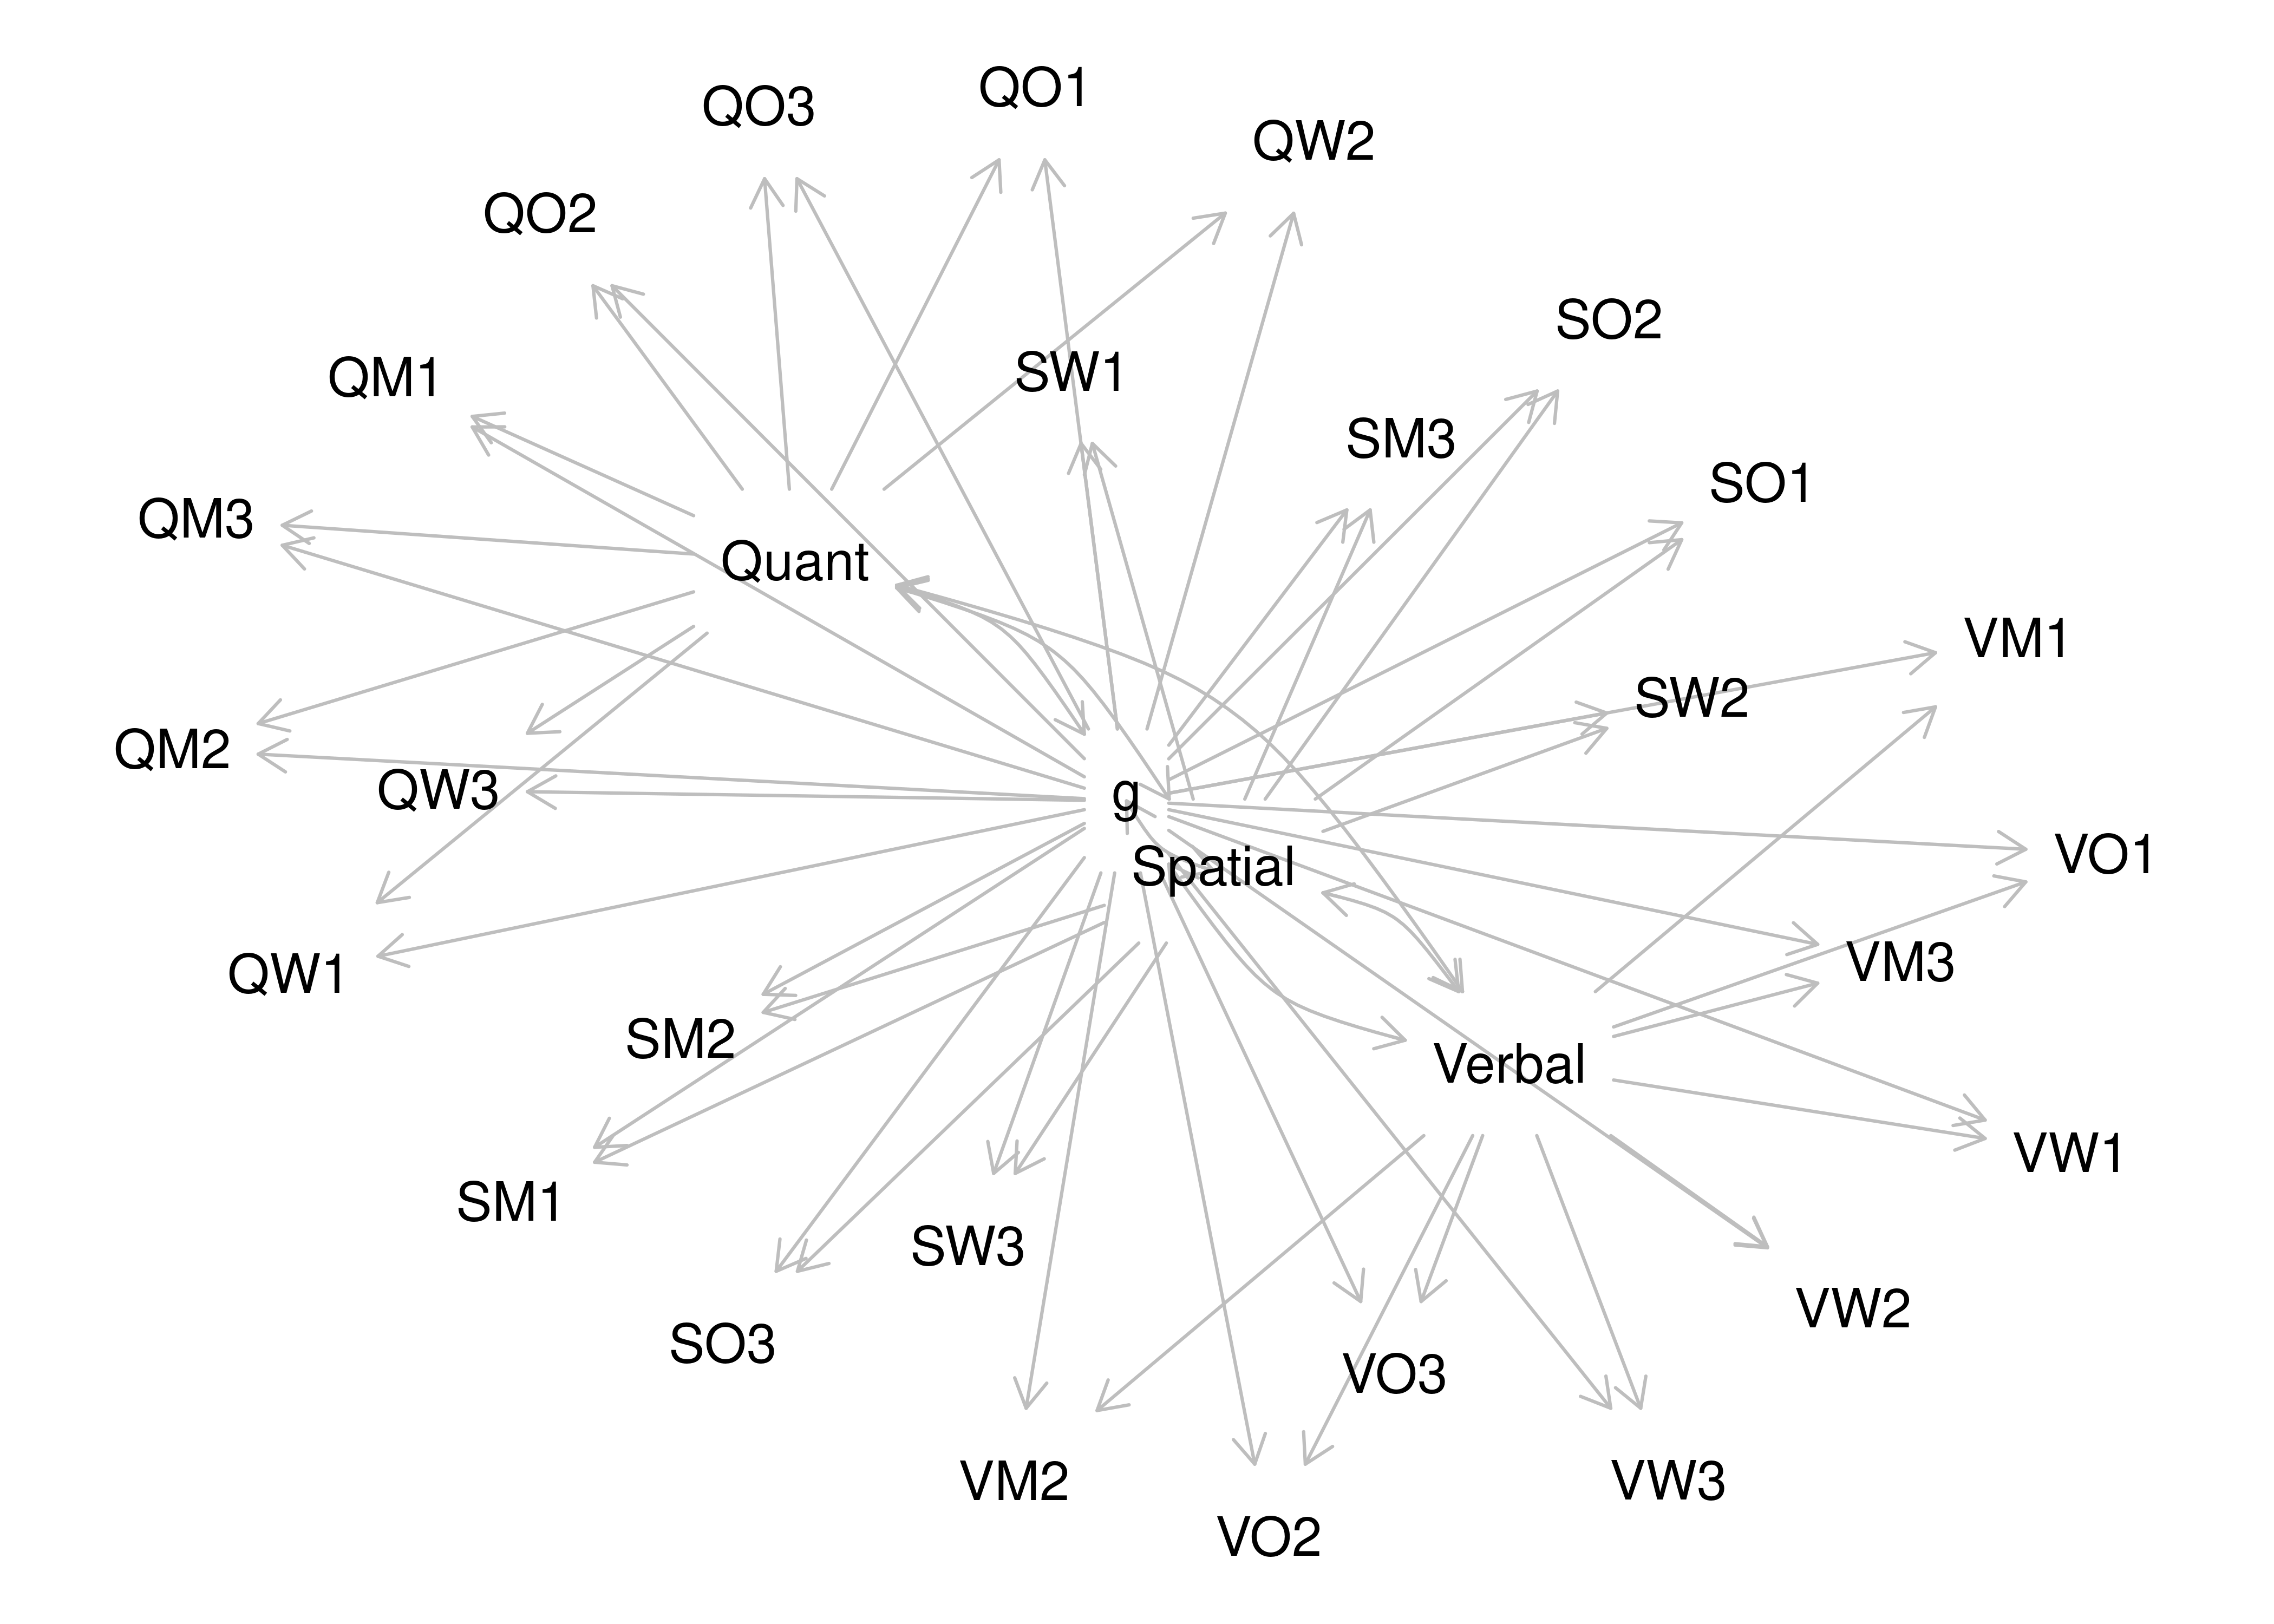 QO1
QO3
QW2
QO2
SO2
SW1
QM1
SM3
SO1
QM3
Quant
VM1
SW2
QM2
QW3
g
VO1
Spatial
VM3
QW1
SM2
Verbal
VW1
SM1
SW3
VW2
SO3
VO3
VM2
VW3
VO2